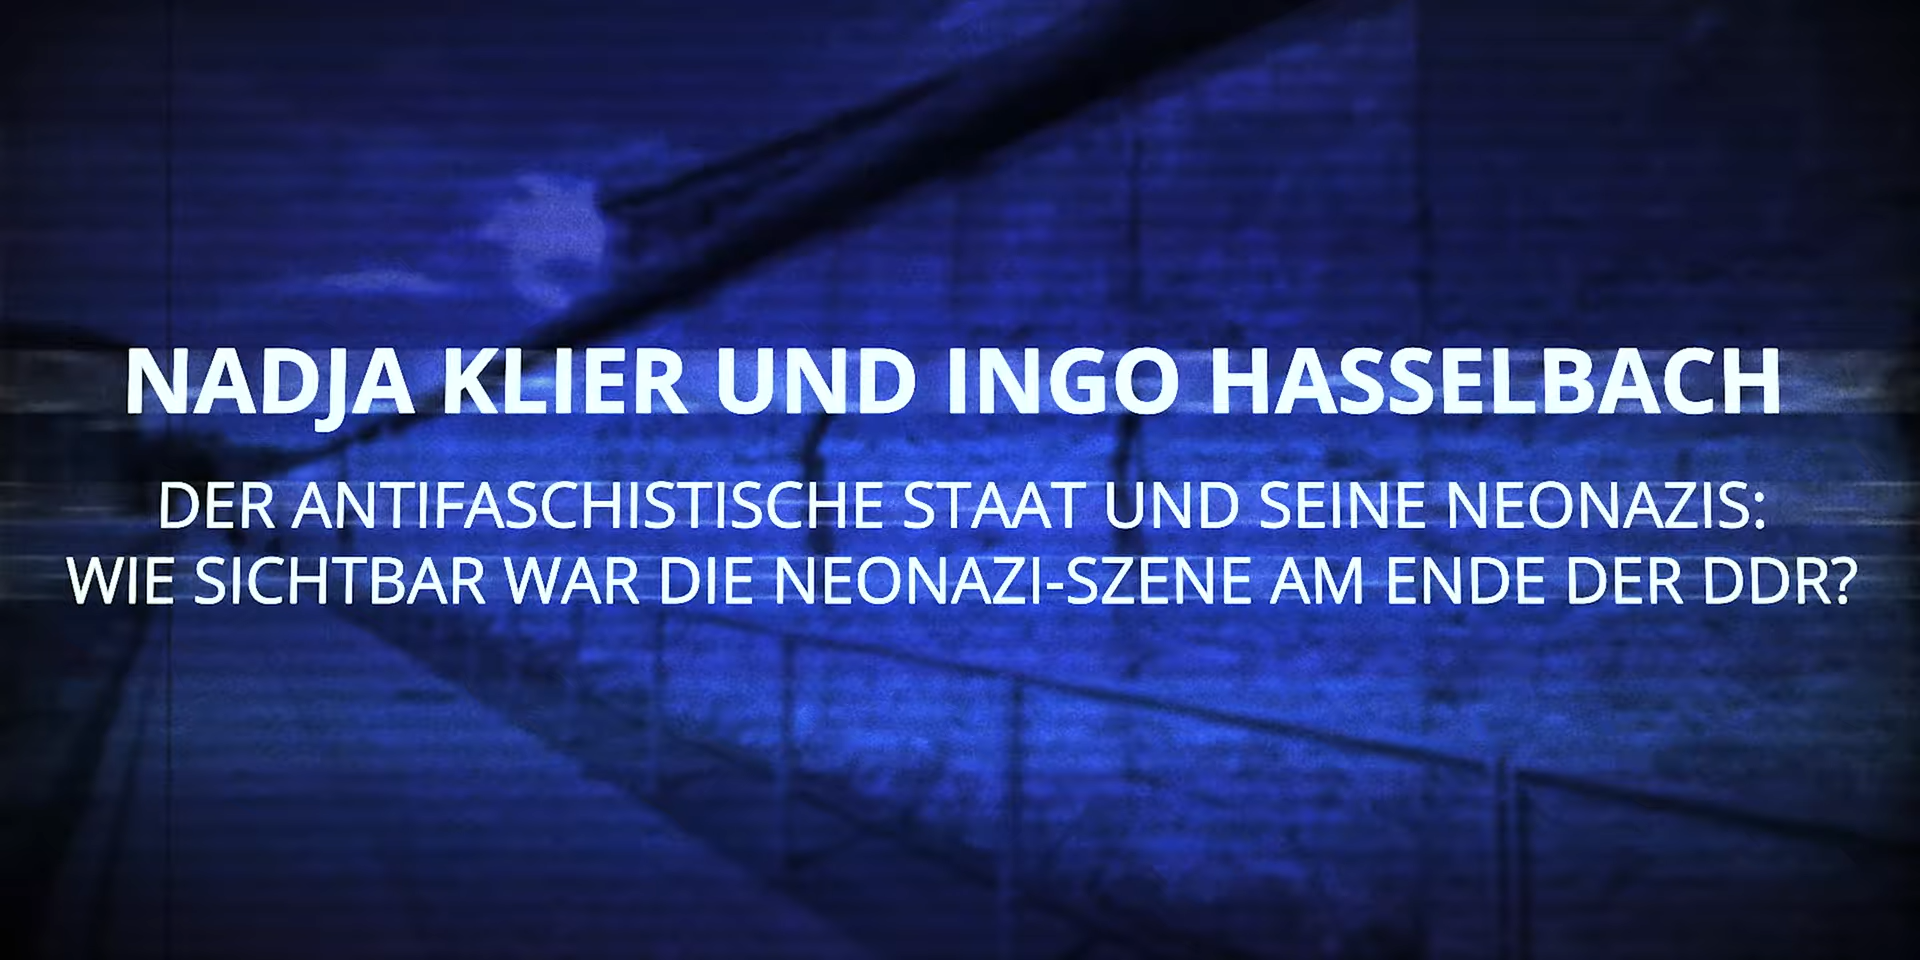 NADJA KLIER UND INGO HASSELBACH
DER ANTIFASCHISTISCHE STAAT UND SEINE NEONAZIS:
WIE SICHTBAR WAR DIE NEONAZI-SZENE AM ENDE DER DDR?